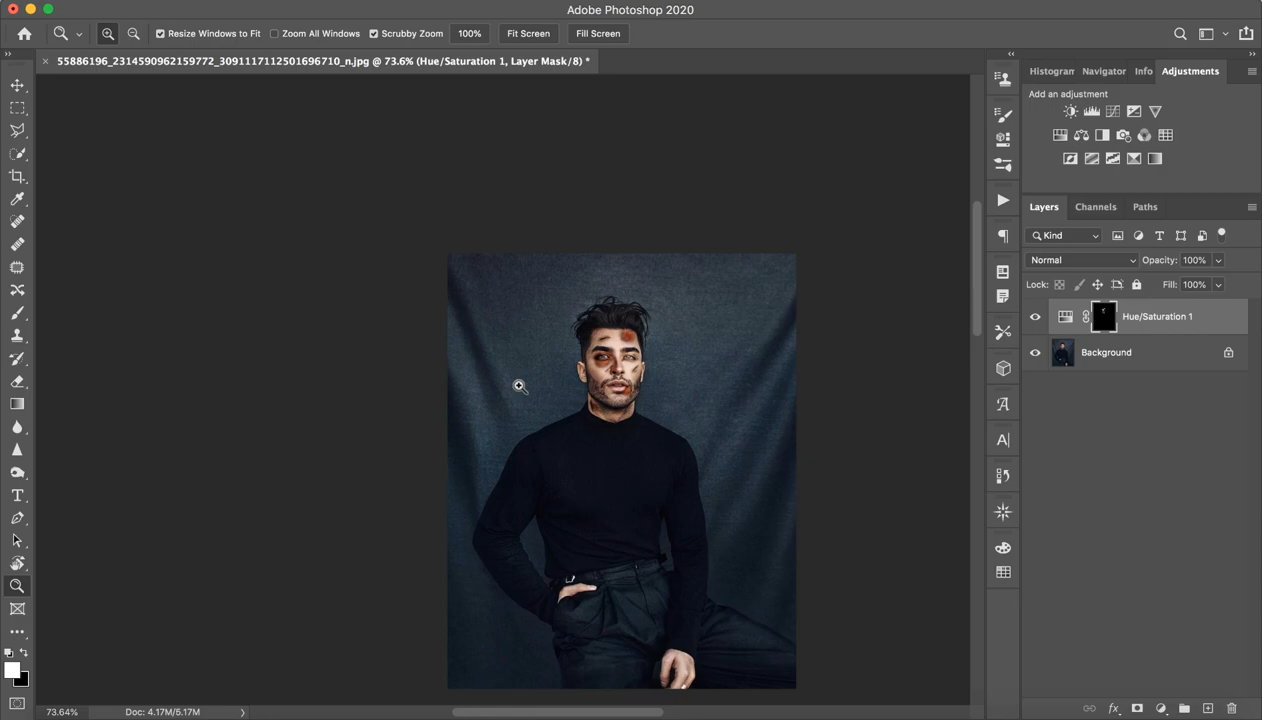 Adobe Photoshop 2020
Resize Windows to Fit Zoom All Windows Scrubby Zoom 100% Fit Screen Fill Screen
55886196_2314590962159772_3091117112501696710_n.jpg @ 73.6% (Hue/Saturation 1, Layer Mask/8) *
Histogram Navigator Info Adjustments
Add an adjustment
Layers Channels Paths
Kind
Normal Opacity: 100%
Lock: Fill: 100%
Hue/Saturation 1
Background
73.64% Doc: 4.17M/5.17M